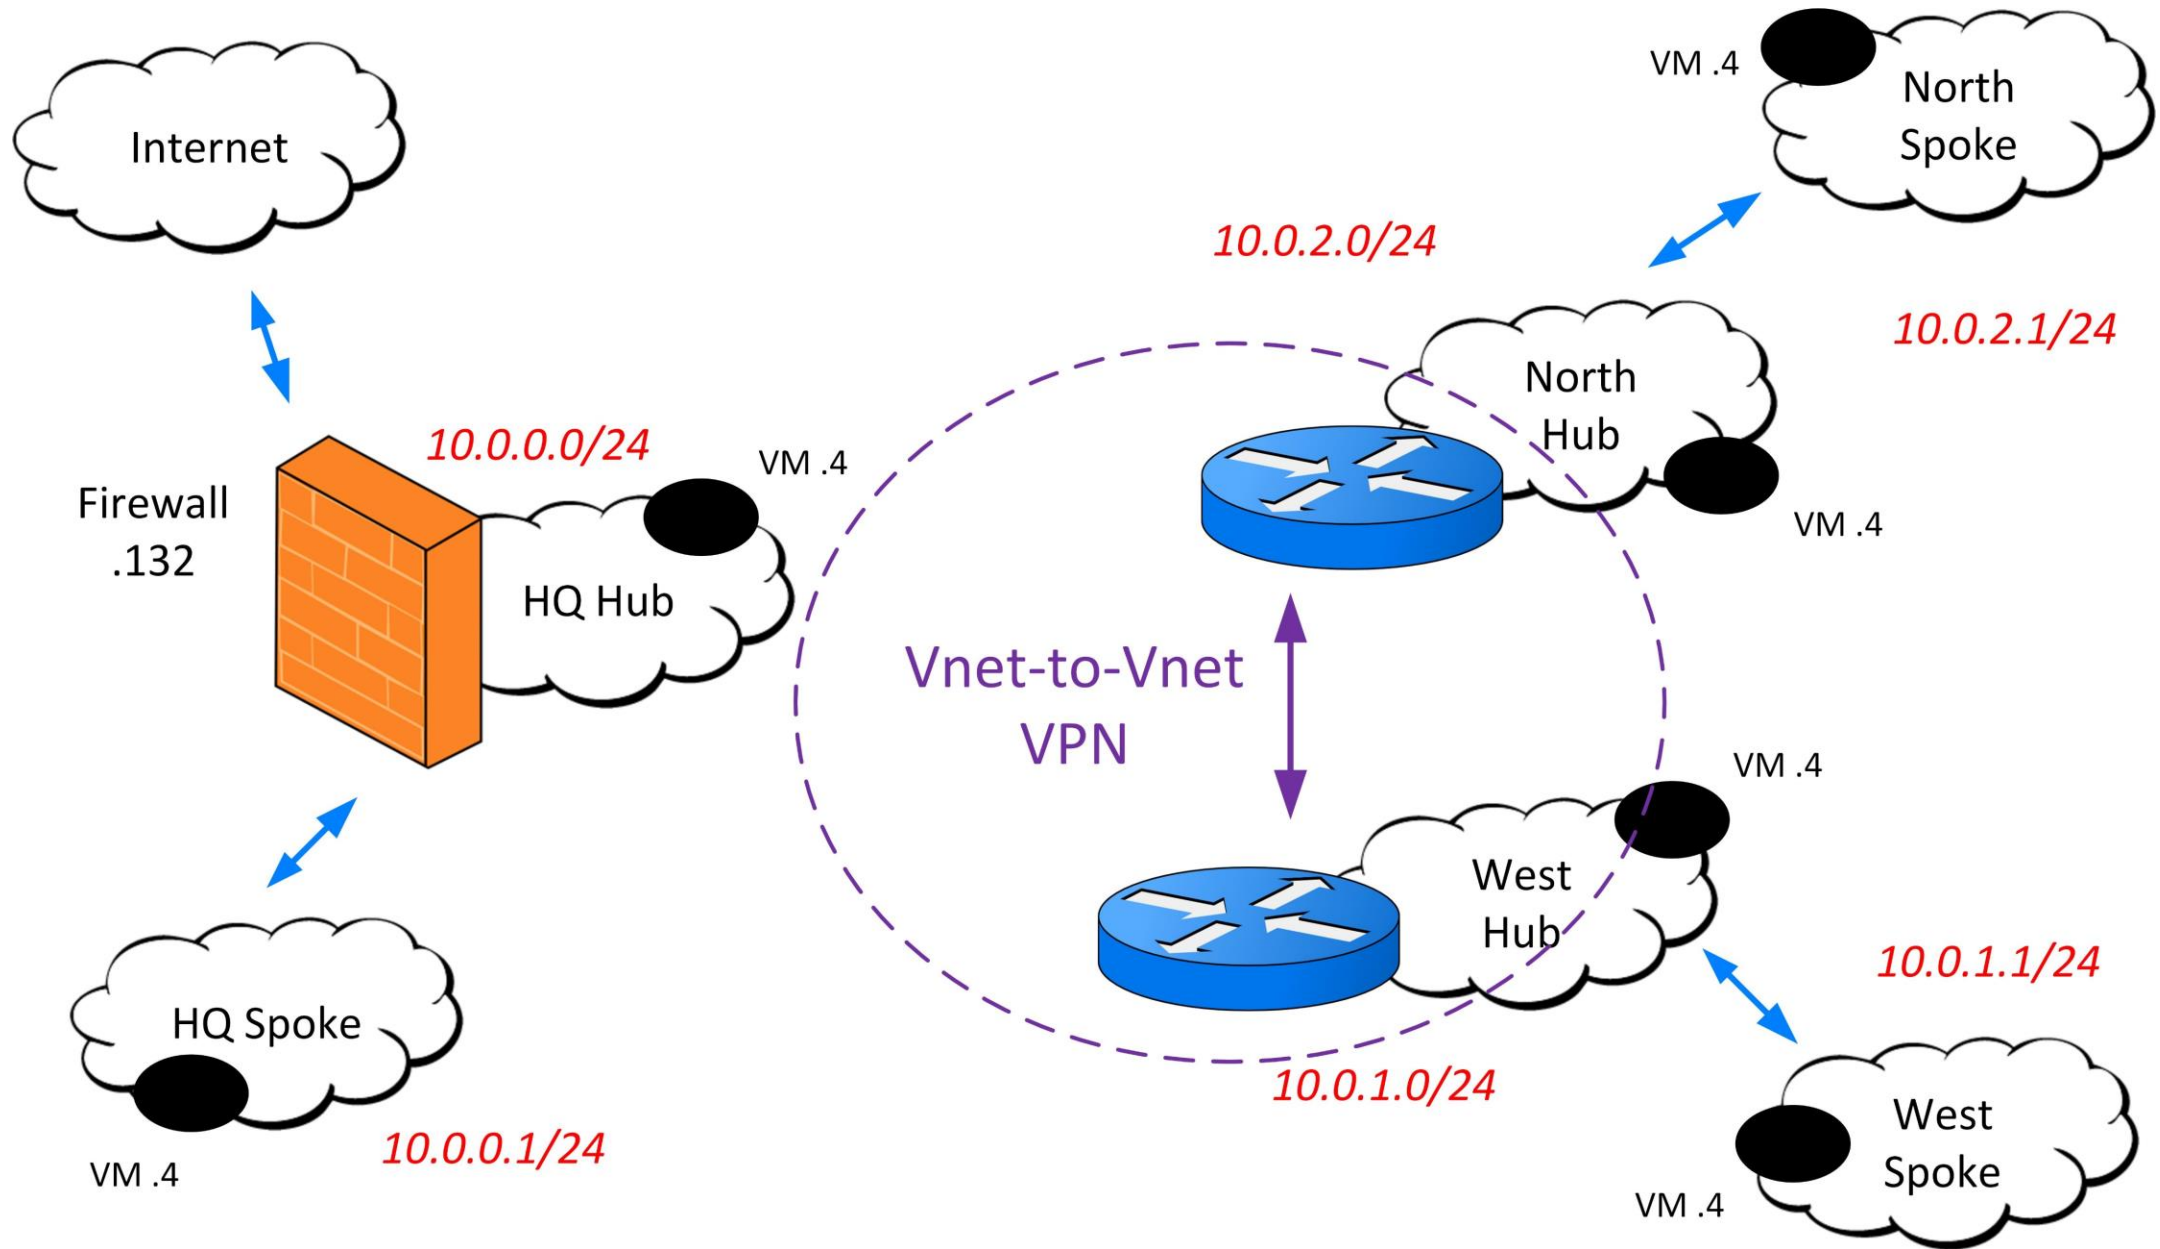 Internet
VM .4
North
Spoke
10.0.2.0/24
10.0.2.1/24
North
Hub
VM .4
10.0.0.0/24
VM .4
Firewall
.132
HQ Hub
Vnet-to-Vnet
VPN
VM .4
West
Hub
10.0.1.1/24
HQ Spoke
10.0.0.1/24
VM .4
10.0.1.0/24
West
Spoke
VM .4